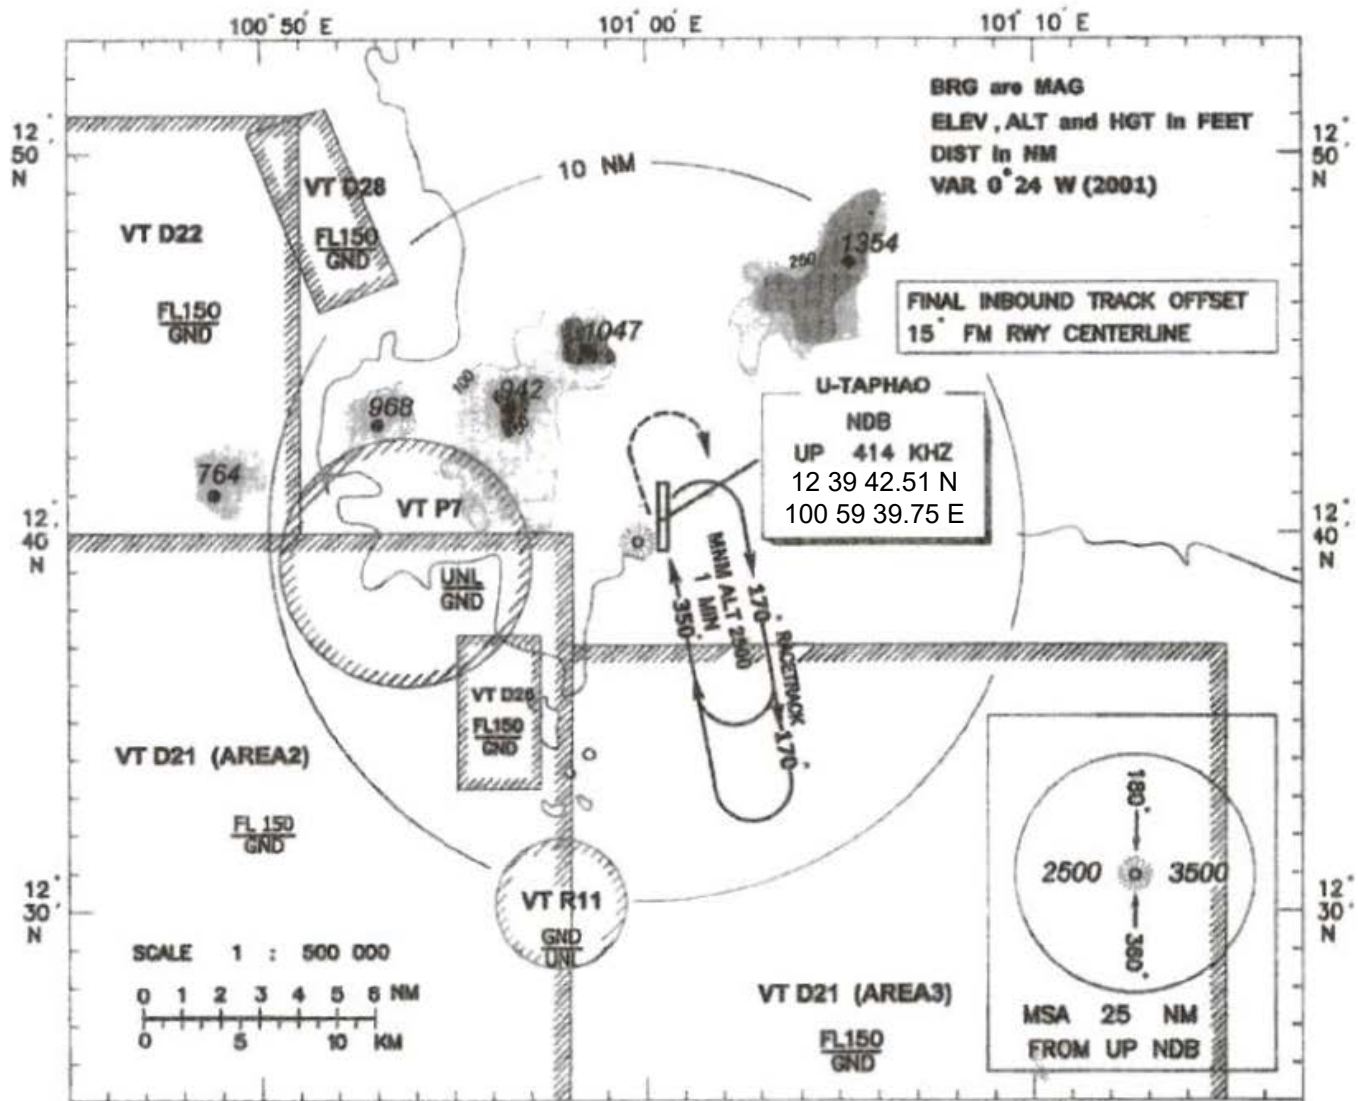 100° 50' E
101° 00' E
101° 10' E
12° 50' N
12° 50' N
BRG are MAG
ELEV, ALT and HGT in FEET
DIST in NM
VAR 0° 24 W (2001)
10 NM
VT D28
FL150
GND
VT D22
FL150
GND
1354
250
FINAL INBOUND TRACK OFFSET
15° FM RWY CENTERLINE
1047
100
942
968
764
U-TAPHAO
NDB
UP 414 KHZ
12 39 42.51 N
100 59 39.75 E
VT P7
UNL
GND
12° 40' N
12° 40' N
MNM ALT 2500
1 MIN
350°
170°
RACETRACK
170°
VT D26
FL150
GND
VT D21 (AREA2)
FL 150
GND
VT R11
GND
UNL
12° 30' N
12° 30' N
SCALE 1 : 500 000
0 1 2 3 4 5 6 NM
0 5 10 KM
VT D21 (AREA3)
FL150
GND
180°
2500 3500
360°
MSA 25 NM
FROM UP NDB